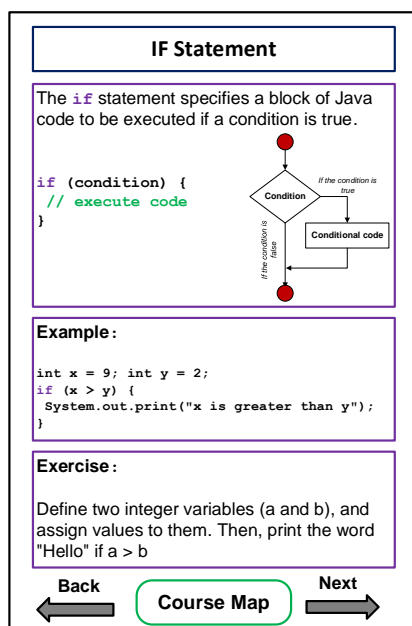 IF Statement
The if statement specifies a block of Java
code to be executed if a condition is true.
if (condition) {
// execute code
}
If the condition is
true
Condition
Conditional code
If the condition is
false
Example:
int x = 9; int y = 2;
if (x > y) {
System.out.print("x is greater than y");
}
Exercise:
Define two integer variables (a and b), and
assign values to them. Then, print the word
"Hello" if a > b
Back
Course Map
Next